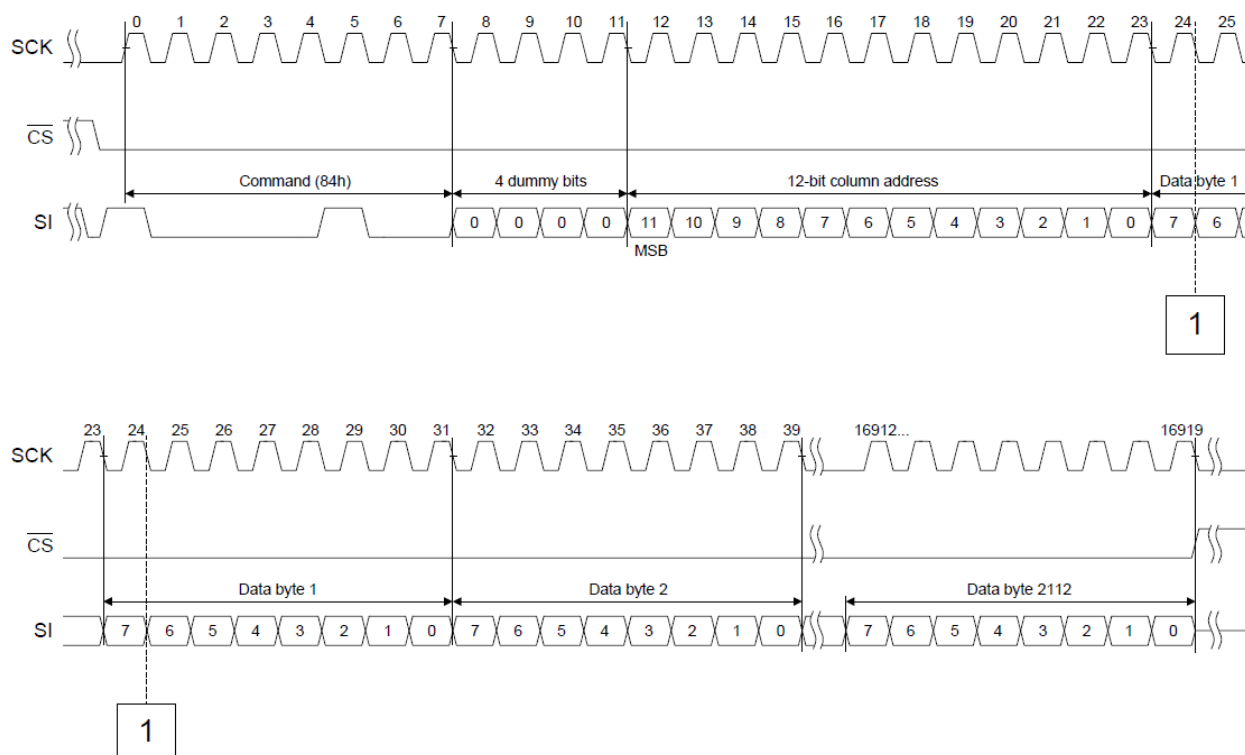 0 1 2 3 4 5 6 7 8 9 10 11 12 13 14 15 16 17 18 19 20 21 22 23 24 25
SCK
CS
Command (84h) 4 dummy bits 12-bit column address Data byte 1
SI 0 0 0 0 11 10 9 8 7 6 5 4 3 2 1 0 7 6
MSB
1
23 24 25 26 27 28 29 30 31 32 33 34 35 36 37 38 39 16912... 16919
SCK
CS
Data byte 1 Data byte 2 Data byte 2112
SI 7 6 5 4 3 2 1 0 7 6 5 4 3 2 1 0 7 6 5 4 3 2 1 0
1